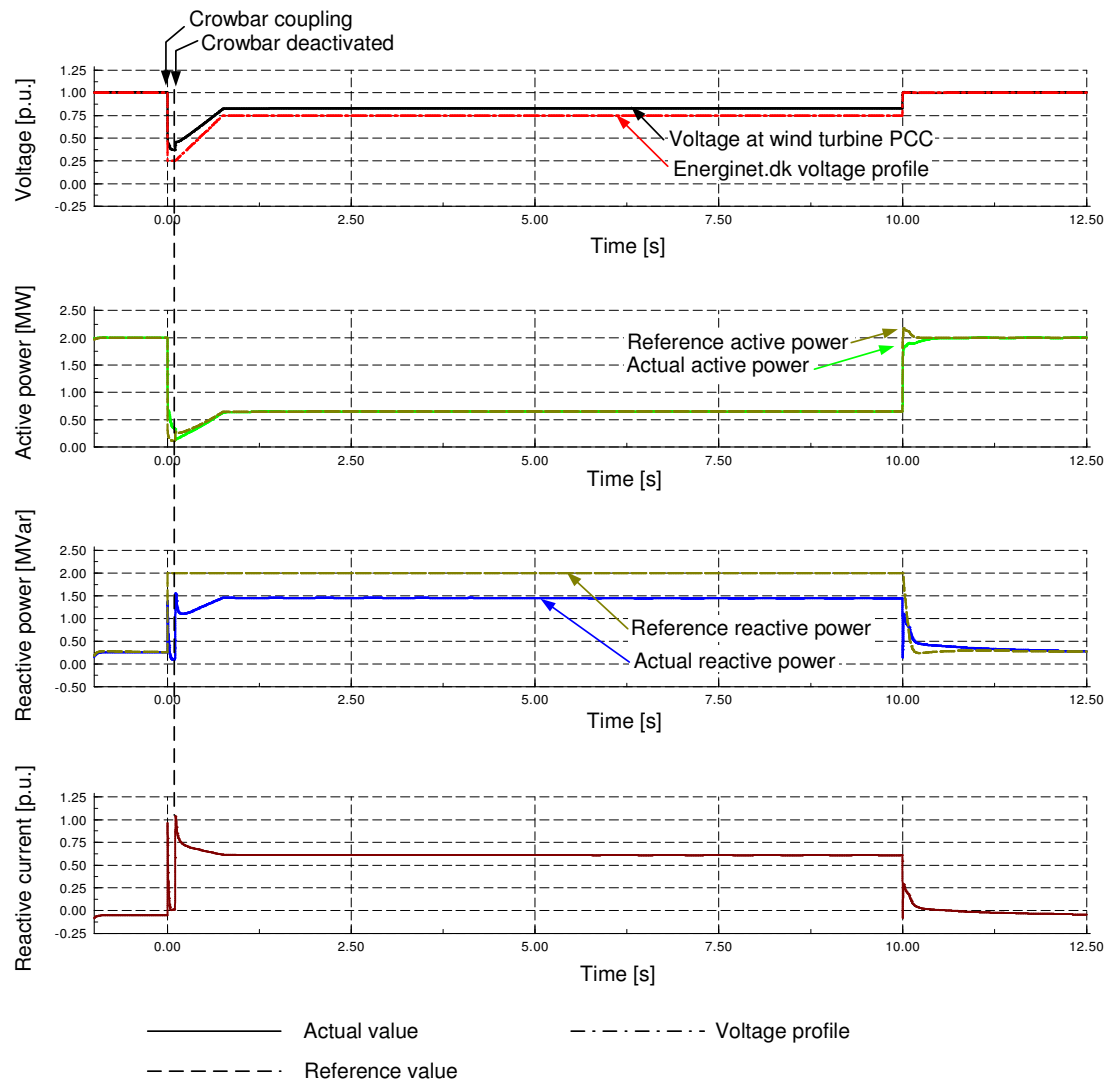 Crowbar coupling
Crowbar deactivated
Voltage [p.u.]
1.25
1.00
0.75
0.50
0.25
0.00
-0.25
Voltage at wind turbine PCC
Energinet.dk voltage profile
0.00 2.50 5.00 7.50 10.00 12.50
Time [s]
Active power [MW]
2.50
2.00
1.50
1.00
0.50
0.00
Reference active power
Actual active power
0.00 2.50 5.00 7.50 10.00 12.50
Time [s]
Reactive power [MVar]
2.50
2.00
1.50
1.00
0.50
0.00
-0.50
Reference reactive power
Actual reactive power
0.00 2.50 5.00 7.50 10.00 12.50
Time [s]
Reactive current [p.u.]
1.25
1.00
0.75
0.50
0.25
0.00
-0.25
0.00 2.50 5.00 7.50 10.00 12.50
Time [s]
Actual value
Voltage profile
Reference value